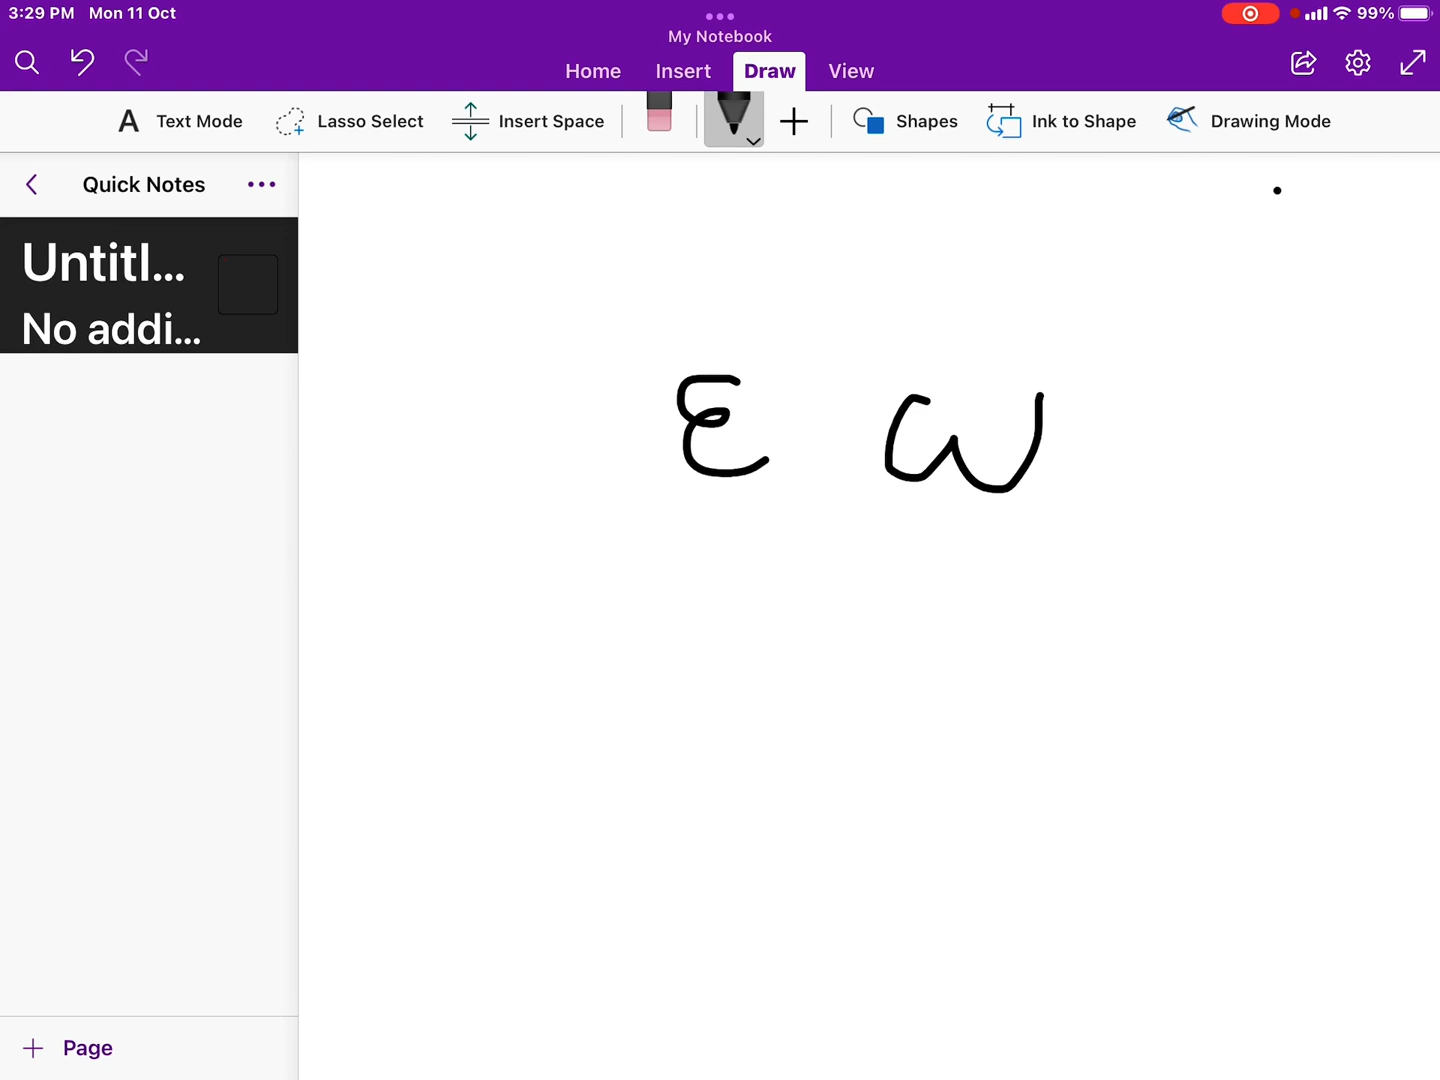 3:29 PM Mon 11 Oct 99%
My Notebook
Home Insert Draw View
A Text Mode Lasso Select Insert Space Shapes Ink to Shape Drawing Mode
Quick Notes
Untitl...
No addi...
ε ω
Page